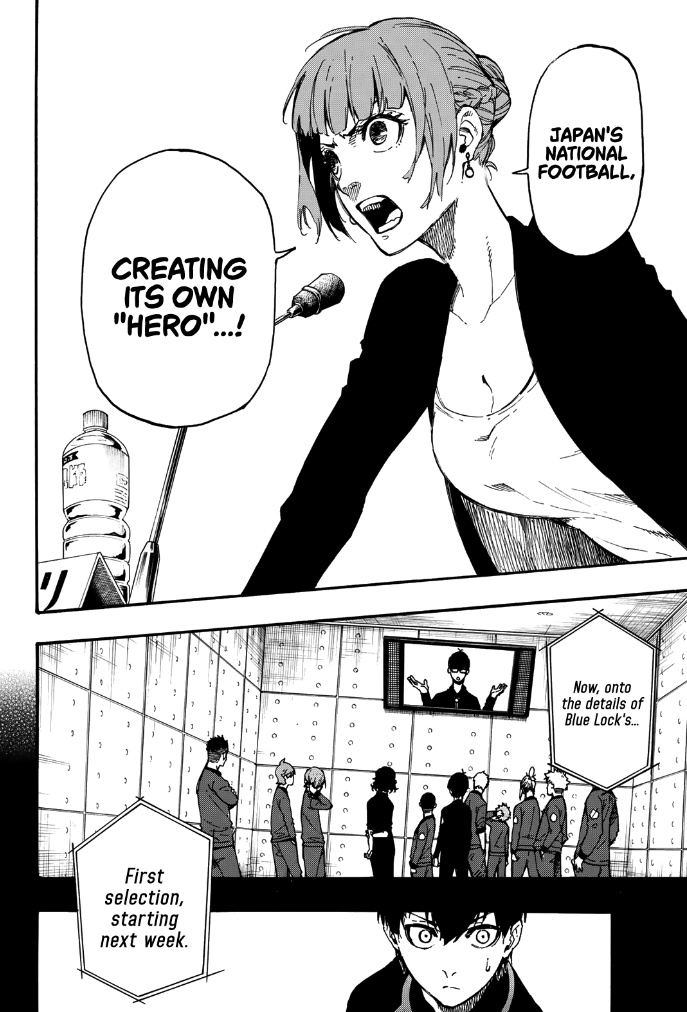 JAPAN'S
NATIONAL
FOOTBALL,
CREATING
ITS OWN
"HERO"...!
リ
Now, onto
the details of
Blue Lock's...
First
selection,
starting
next week.